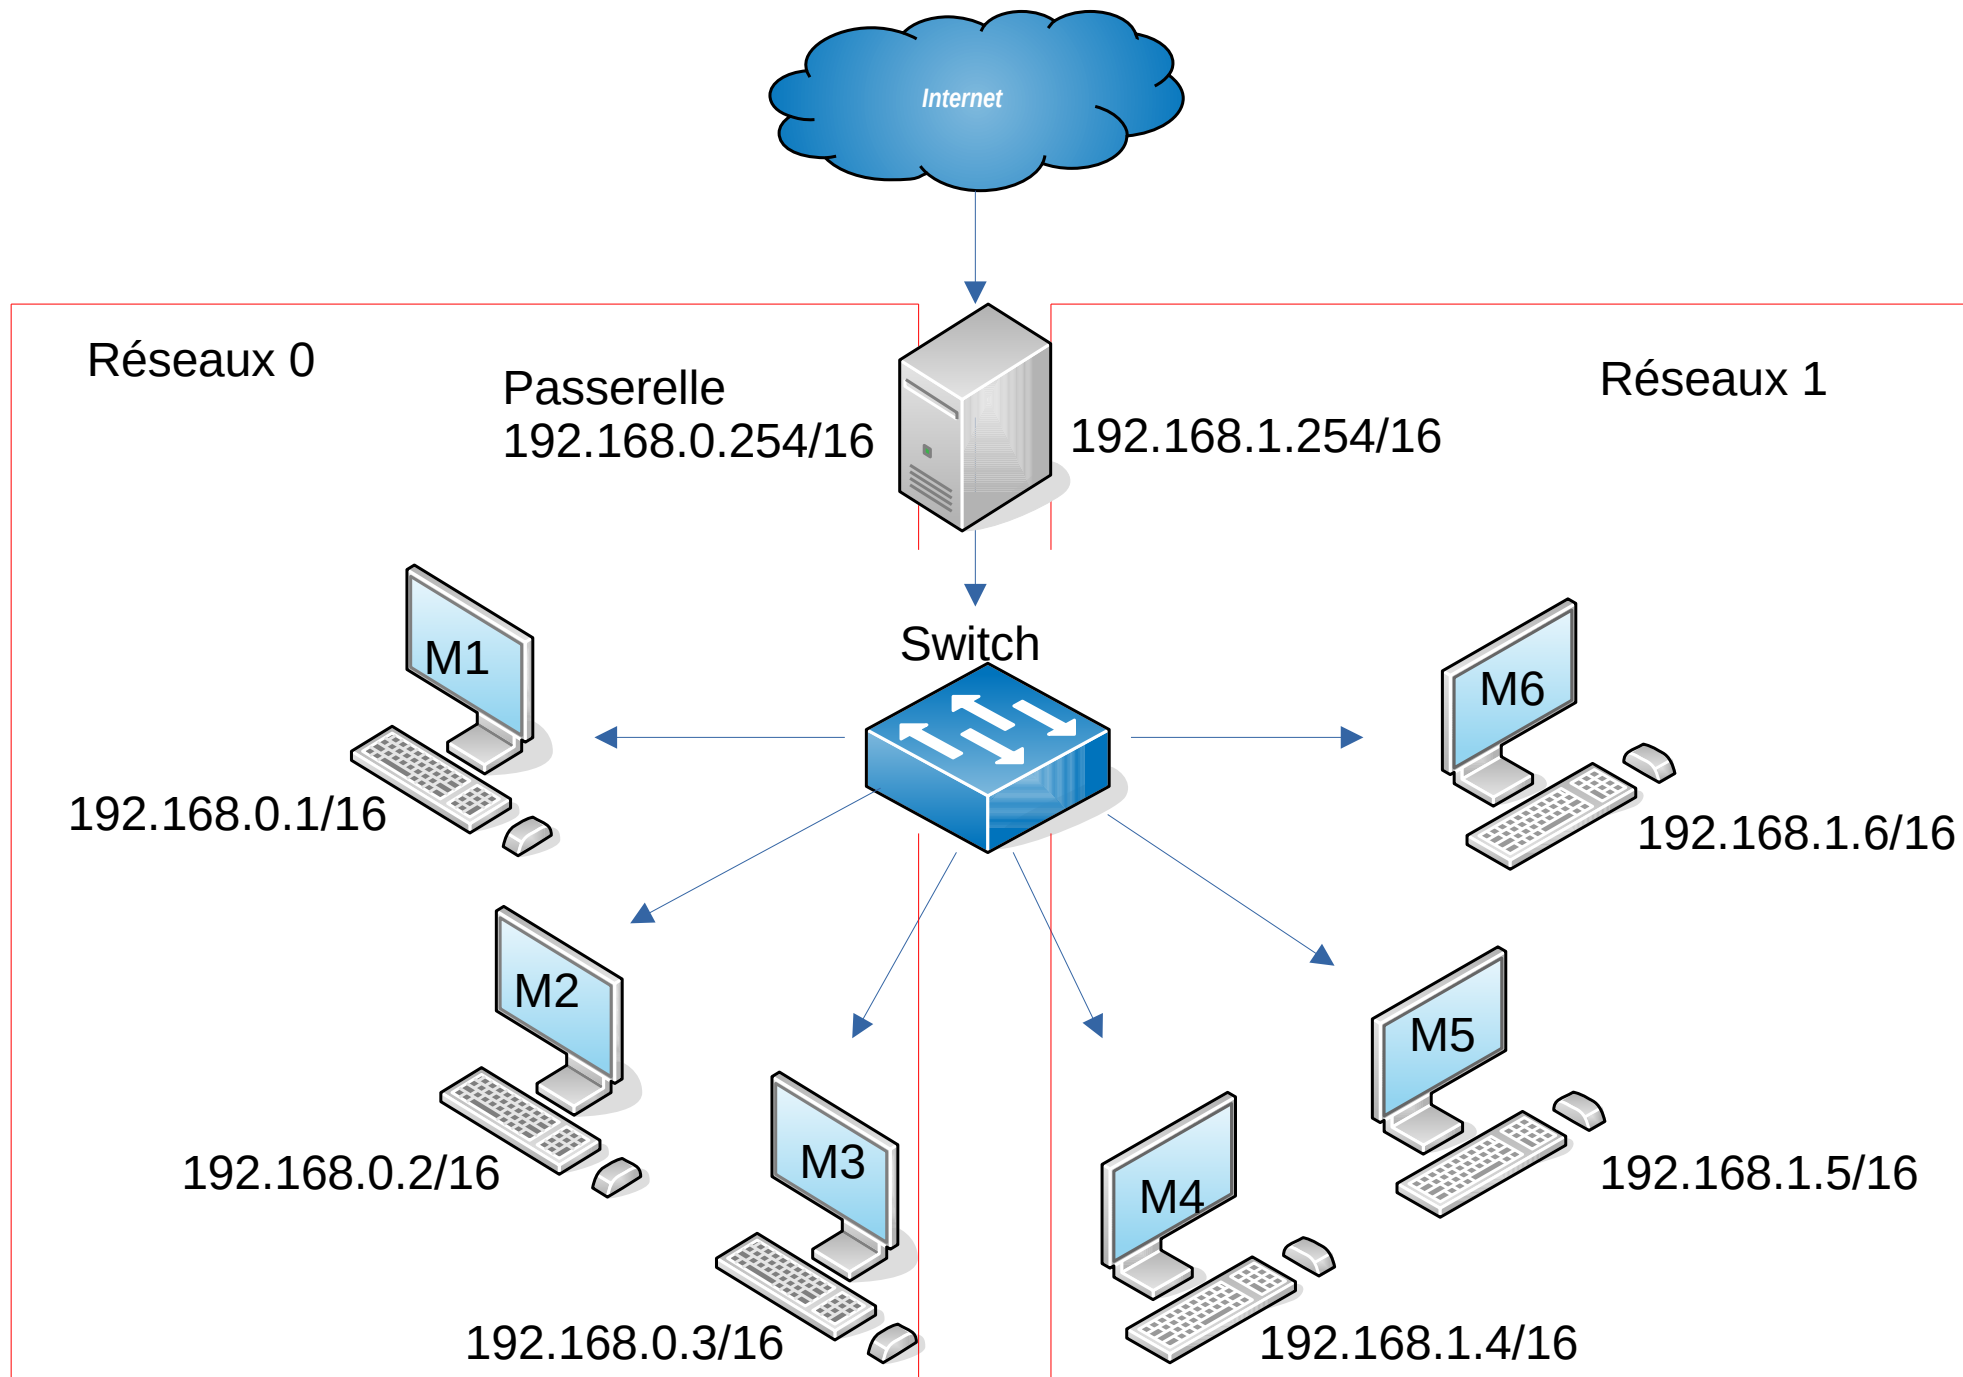 Internet
Réseaux 0
Réseaux 1
Passerelle
192.168.0.254/16
192.168.1.254/16
Switch
M1
M6
192.168.0.1/16
192.168.1.6/16
M2
M5
192.168.0.2/16
192.168.1.5/16
M3
M4
192.168.0.3/16
192.168.1.4/16